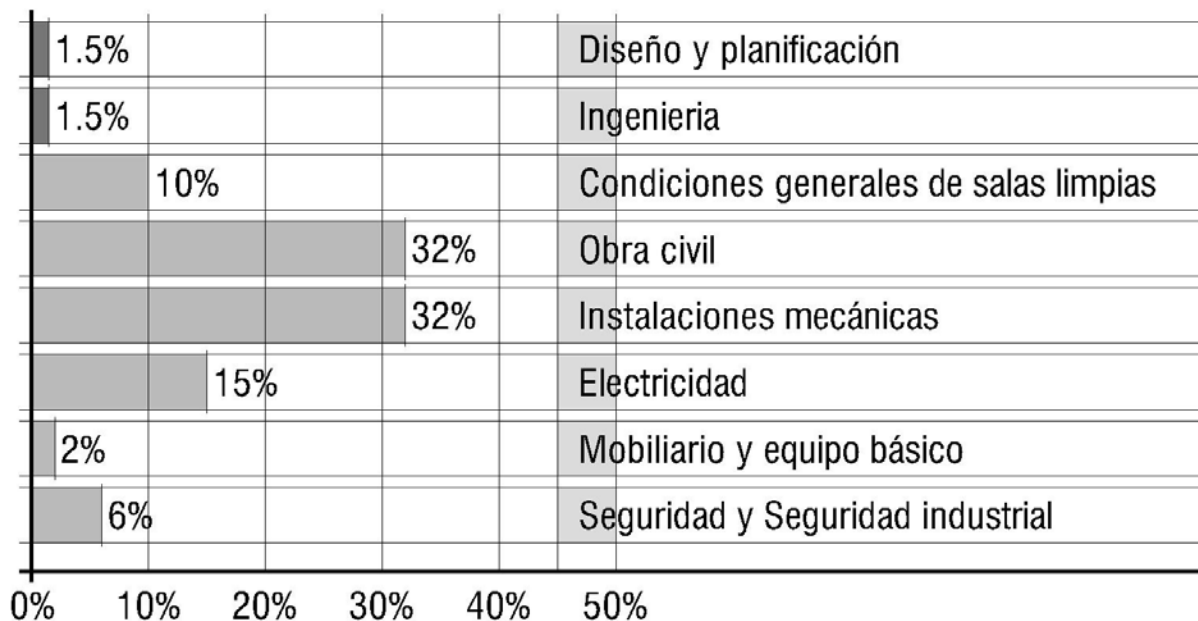 1.5% Diseño y planificación
1.5% Ingenieria
10% Condiciones generales de salas limpias
32% Obra civil
32% Instalaciones mecánicas
15% Electricidad
2% Mobiliario y equipo básico
6% Seguridad y Seguridad industrial
0% 10% 20% 30% 40% 50%